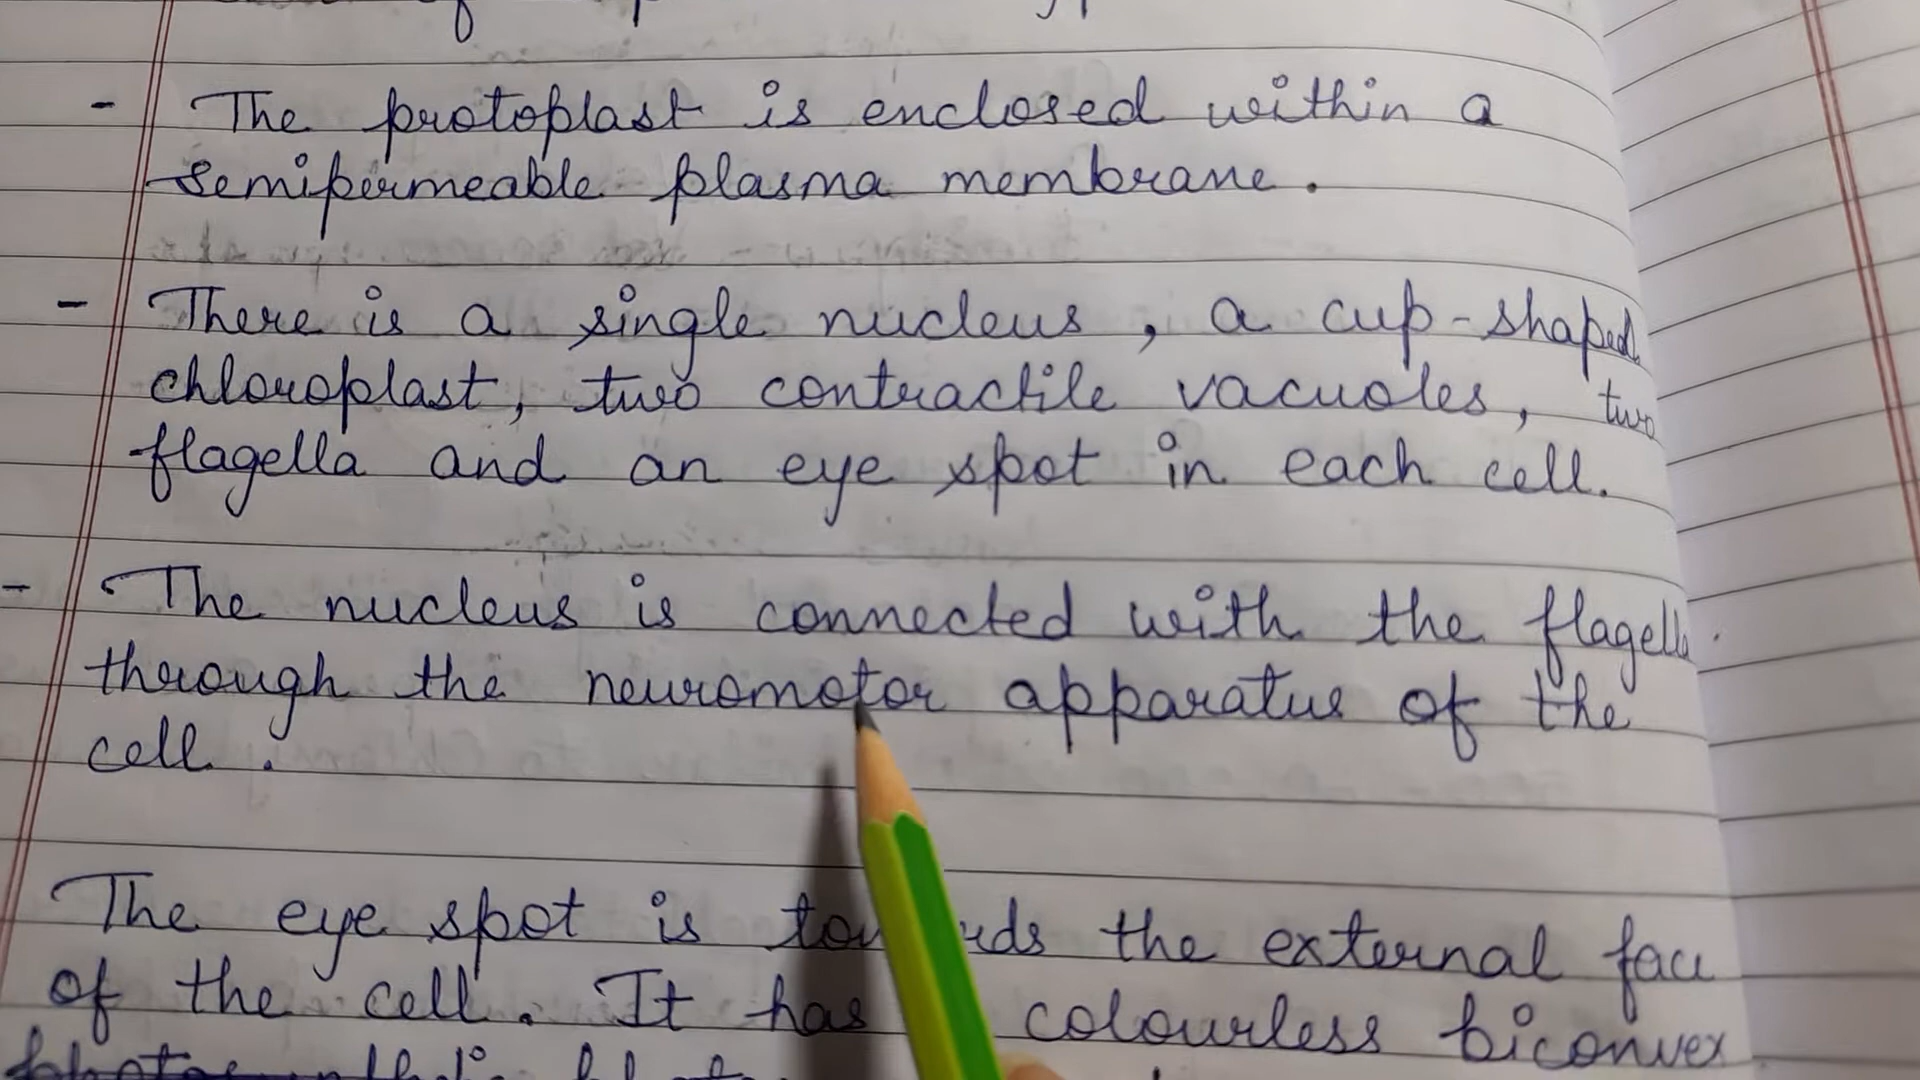 - The protoplast is enclosed within a
semipermeable plasma membrane.
- There is a single nucleus, a cup-shaped
chloroplast, two contractile vacuoles, two
flagella and an eye spot in each cell.
- The nucleus is connected with the flagella
through the neuromotor apparatus of the
cell.
The eye spot is towards the external face
of the cell. It has colourless biconvex